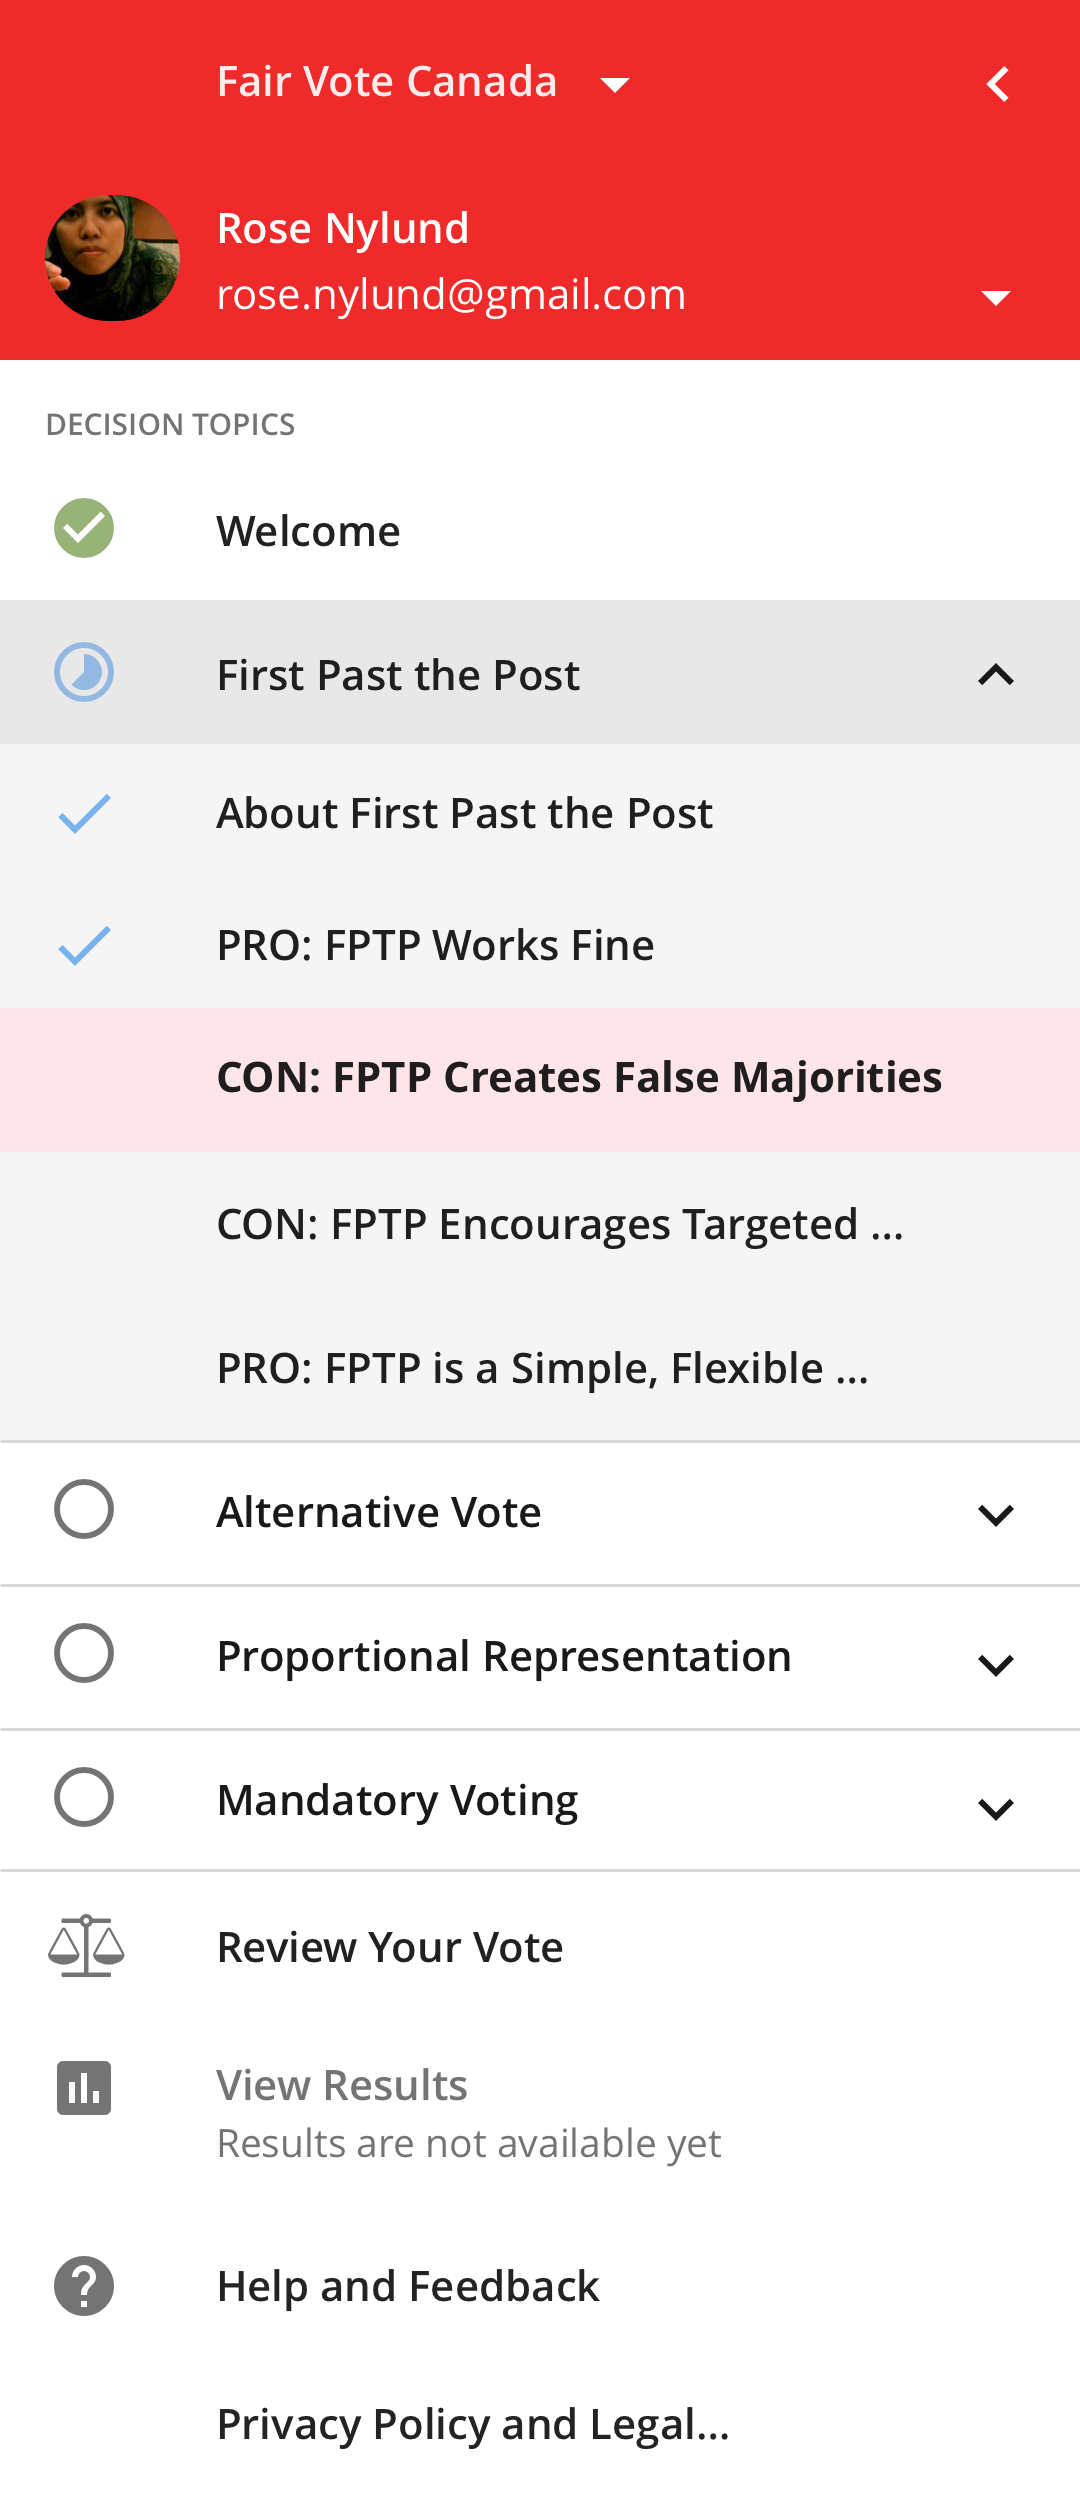 Fair Vote Canada
Rose Nylund
rose.nylund@gmail.com
DECISION TOPICS
Welcome
First Past the Post
About First Past the Post
PRO: FPTP Works Fine
CON: FPTP Creates False Majorities
CON: FPTP Encourages Targeted ...
PRO: FPTP is a Simple, Flexible ...
Alternative Vote
Proportional Representation
Mandatory Voting
Review Your Vote
View Results
Results are not available yet
Help and Feedback
Privacy Policy and Legal...